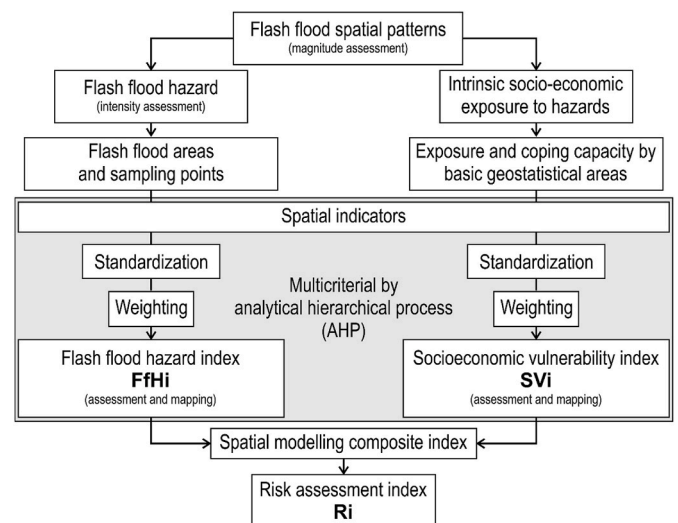 Flash flood spatial patterns
(magnitude assessment)
Flash flood hazard
(intensity assessment)
Intrinsic socio-economic
exposure to hazards
Flash flood areas
and sampling points
Exposure and coping capacity by
basic geostatistical areas
Spatial indicators
Standardization
Standardization
Multicriterial by
analytical hierarchical process
(AHP)
Weighting
Weighting
Flash flood hazard index
FfHi
(assessment and mapping)
Socioeconomic vulnerability index
SVi
(assessment and mapping)
Spatial modelling composite index
Risk assessment index
Ri